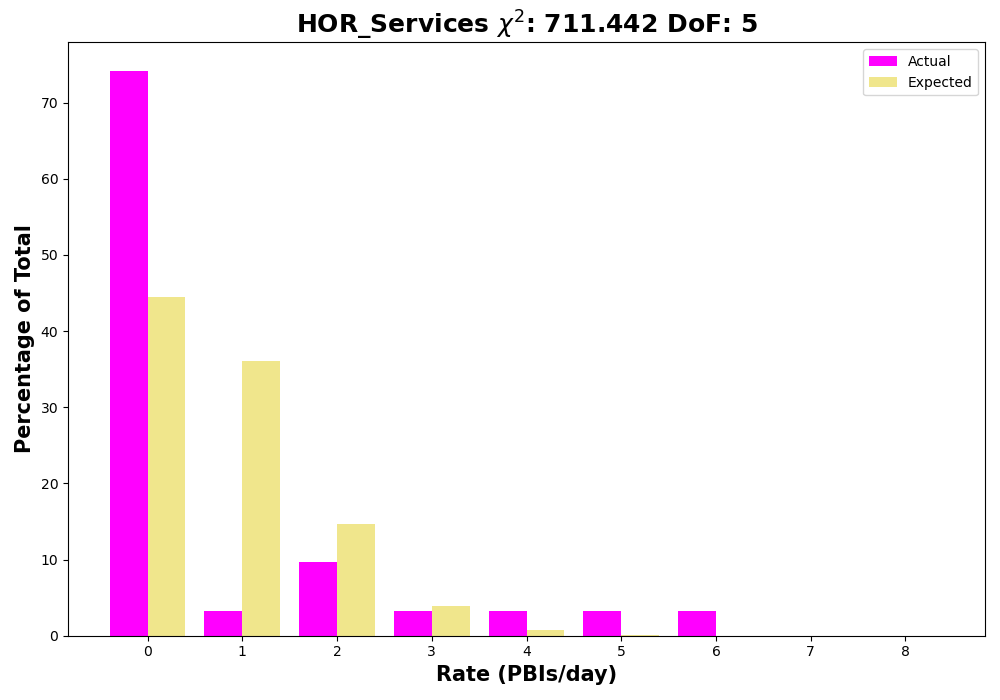 HOR_Services χ²: 711.442 DoF: 5
Actual
Expected
Percentage of Total
70
60
50
40
30
20
10
0
0 1 2 3 4 5 6 7 8
Rate (PBIs/day)